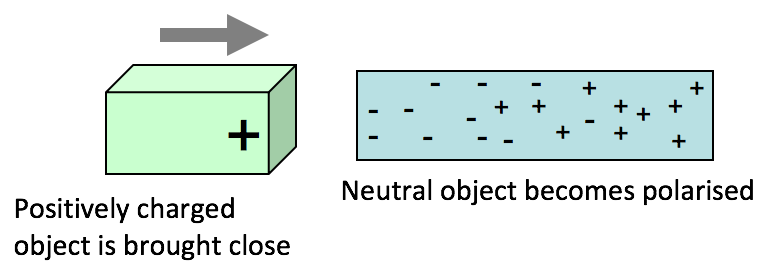 +
Positively charged
object is brought close
Neutral object becomes polarised